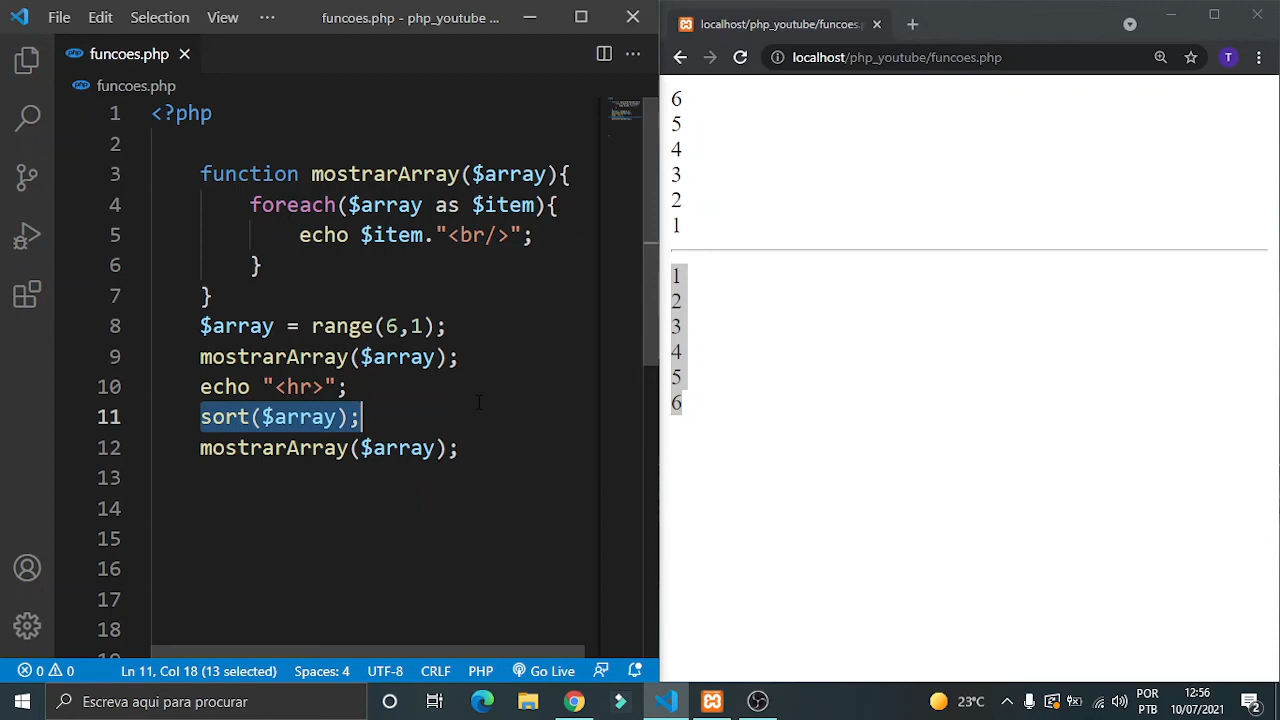 File Edit Selection View ··· funcoes.php - php_youtube ...
php funcoes.php
php funcoes.php
1 <?php
2
3 function mostrarArray($array){
4 foreach($array as $item){
5 echo $item."<br/>";
6 }
7 }
8 $array = range(6,1);
9 mostrarArray($array);
10 echo "<hr>";
11 sort($array);
12 mostrarArray($array);
13
14
15
16
17
18
0 0 Ln 11, Col 18 (13 selected) Spaces: 4 UTF-8 CRLF PHP Go Live
localhost/php_youtube/funcoes.p
localhost/php_youtube/funcoes.php T
6
5
4
3
2
1
1
2
3
4
5
6
Escreva aqui para procurar
23°C
POR
PTB
12:56
10/07/2021
2